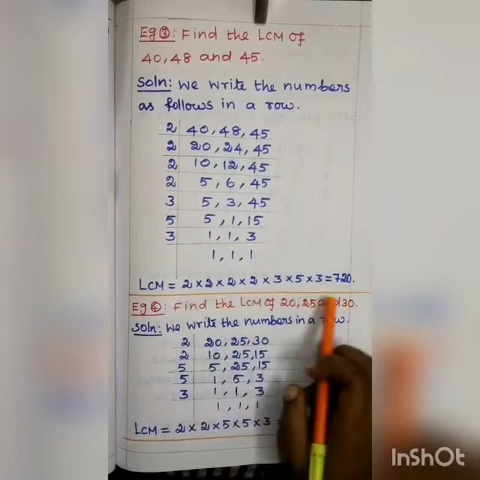 Eg③: Find the LCM of
40,48 and 45.
Soln: We write the numbers
as follows in a row.
2 40, 48, 45
2 20, 24, 45
2 10, 12, 45
2 5, 6, 45
3 5, 3, 45
5 5, 1, 15
3 1, 1, 3
1, 1, 1
LCM = 2×2×2×2×3×5×3=720.
Eg④: Find the LCM of 20,25 30.
Soln: We write the numbers in a row.
2 20, 25, 30
2 10, 25, 15
5 5, 25, 15
5 1, 5, 3
3 1, 1, 3
1, 1, 1
LCM = 2×2×5×5×3
InShOt